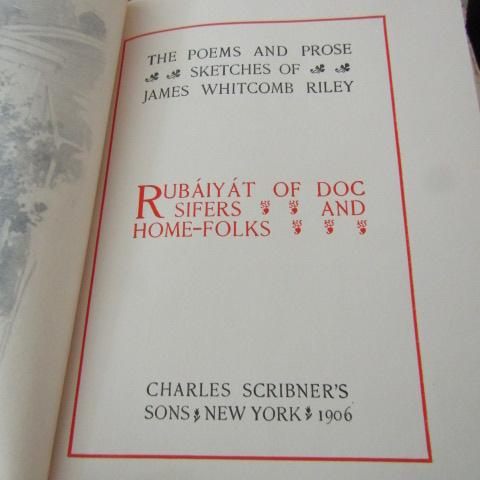 THE POEMS AND PROSE
SKETCHES OF
JAMES WHITCOMB RILEY
RUBÁIYÁT OF DOC
SIFERS AND
HOME-FOLKS
CHARLES SCRIBNER'S
SONS NEW YORK 1906